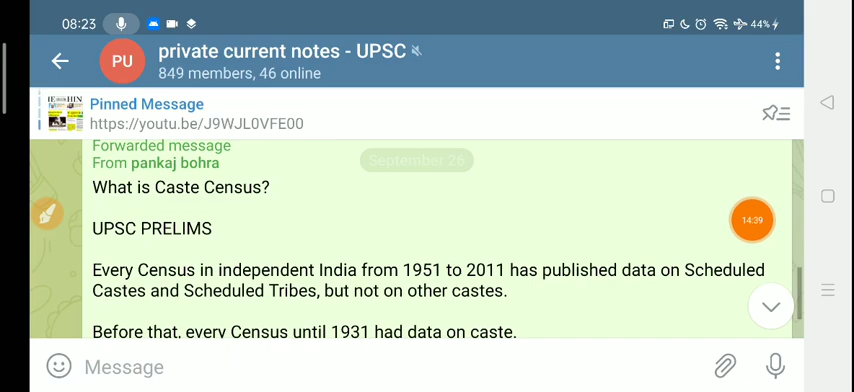 08:23
44%
PU
private current notes - UPSC
849 members, 46 online
Pinned Message
https://youtu.be/J9WJL0VFE00
Forwarded message
From pankaj bohra
September 26
What is Caste Census?
UPSC PRELIMS
14:39
Every Census in independent India from 1951 to 2011 has published data on Scheduled
Castes and Scheduled Tribes, but not on other castes.
Before that, every Census until 1931 had data on caste.
Message